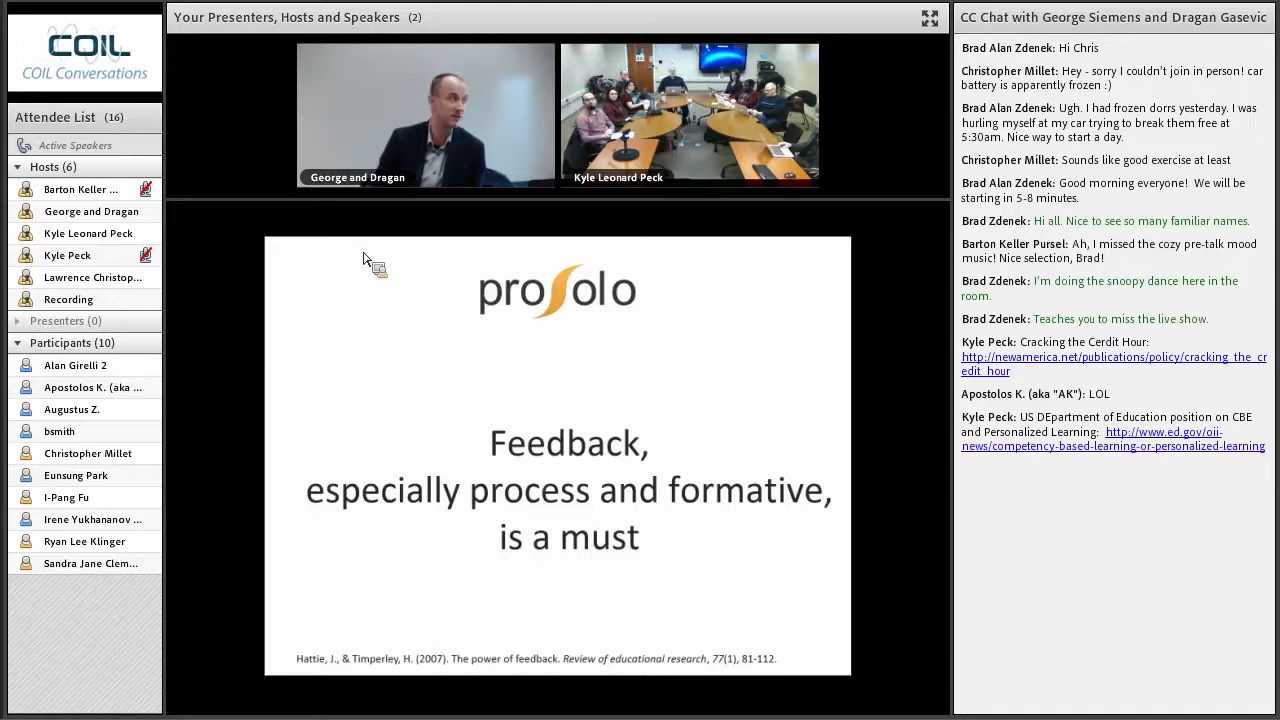 COIL
COIL Conversations
Attendee List (16)
Active Speakers
Hosts (6)
Barton Keller ...
George and Dragan
Kyle Leonard Peck
Kyle Peck
Lawrence Christop...
Recording
Presenters (0)
Participants (10)
Alan Girelli 2
Apostolos K. (aka ...
Augustus Z.
bsmith
Christopher Millet
Eunsung Park
I-Pang Fu
Irene Yukhananov ...
Ryan Lee Klinger
Sandra Jane Clem...
Your Presenters, Hosts and Speakers (2)
George and Dragan
Kyle Leonard Peck
proSolo
Feedback,
especially process and formative,
is a must
Hattie, J., & Timperley, H. (2007). The power of feedback. Review of educational research, 77(1), 81-112.
CC Chat with George Siemens and Dragan Gasevic
Brad Alan Zdenek: Hi Chris
Christopher Millet: Hey - sorry I couldn't join in person! car
battery is apparently frozen :)
Brad Alan Zdenek: Ugh. I had frozen dorrs yesterday. I was
hurling myself at my car trying to break them free at
5:30am. Nice way to start a day.
Christopher Millet: Sounds like good exercise at least
Brad Alan Zdenek: Good morning everyone! We will be
starting in 5-8 minutes.
Brad Zdenek: Hi all. Nice to see so many familiar names.
Barton Keller Pursel: Ah, I missed the cozy pre-talk mood
music! Nice selection, Brad!
Brad Zdenek: I'm doing the snoopy dance here in the
room.
Brad Zdenek: Teaches you to miss the live show.
Kyle Peck: Cracking the Cerdit Hour:
http://newamerica.net/publications/policy/cracking_the_cr
edit_hour
Apostolos K. (aka "AK"): LOL
Kyle Peck: US DEpartment of Education position on CBE
and Personalized Learning: http://www.ed.gov/oii-
news/competency-based-learning-or-personalized-learning